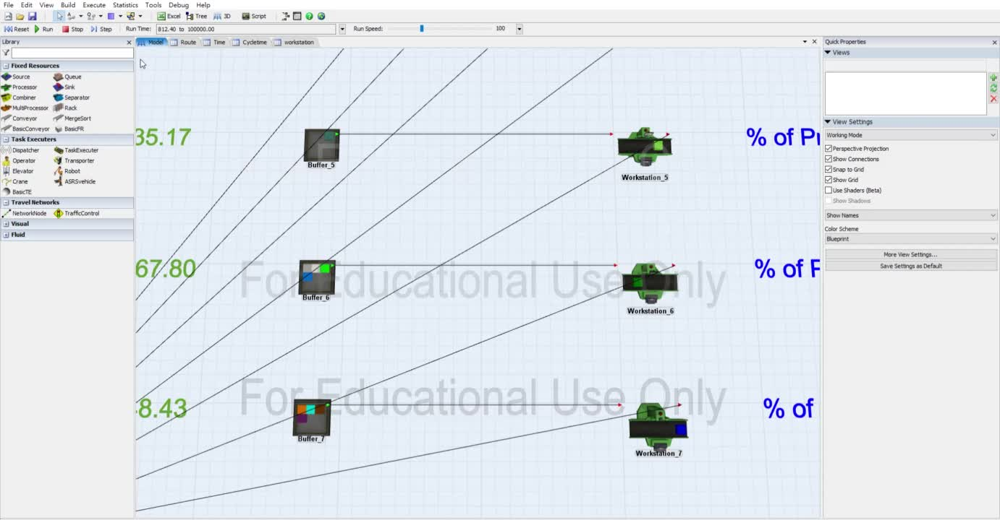 File Edit View Build Execute Statistics Tools Debug Help
Excel Tree 3D Script
Reset Run Stop Step Run Time: 812.40 to 100000.00 Run Speed: 100
Library
Fixed Resources
Source Queue
Processor Sink
Combiner Separator
MultiProcessor Rack
Conveyor MergeSort
BasicConveyor BasicFR
Task Executers
Dispatcher TaskExecuter
Operator Transporter
Elevator Robot
Crane ASRSvehicle
BasicTE
Travel Networks
NetworkNode TrafficControl
Visual
Fluid
Model Route Time Cycletime workstation
35.17
Buffer_5
Workstation_5
% of Pr
67.80
For Educational Use Only
Buffer_6
Workstation_6
% of P
8.43
For Educational Use Only
Buffer_7
Workstation_7
% of
Quick Properties
Views
View Settings
Working Mode
Perspective Projection
Show Connections
Snap to Grid
Show Grid
Use Shaders (Beta)
Show Shadows
Show Names
Color Scheme
Blueprint
More View Settings...
Save Settings as Default